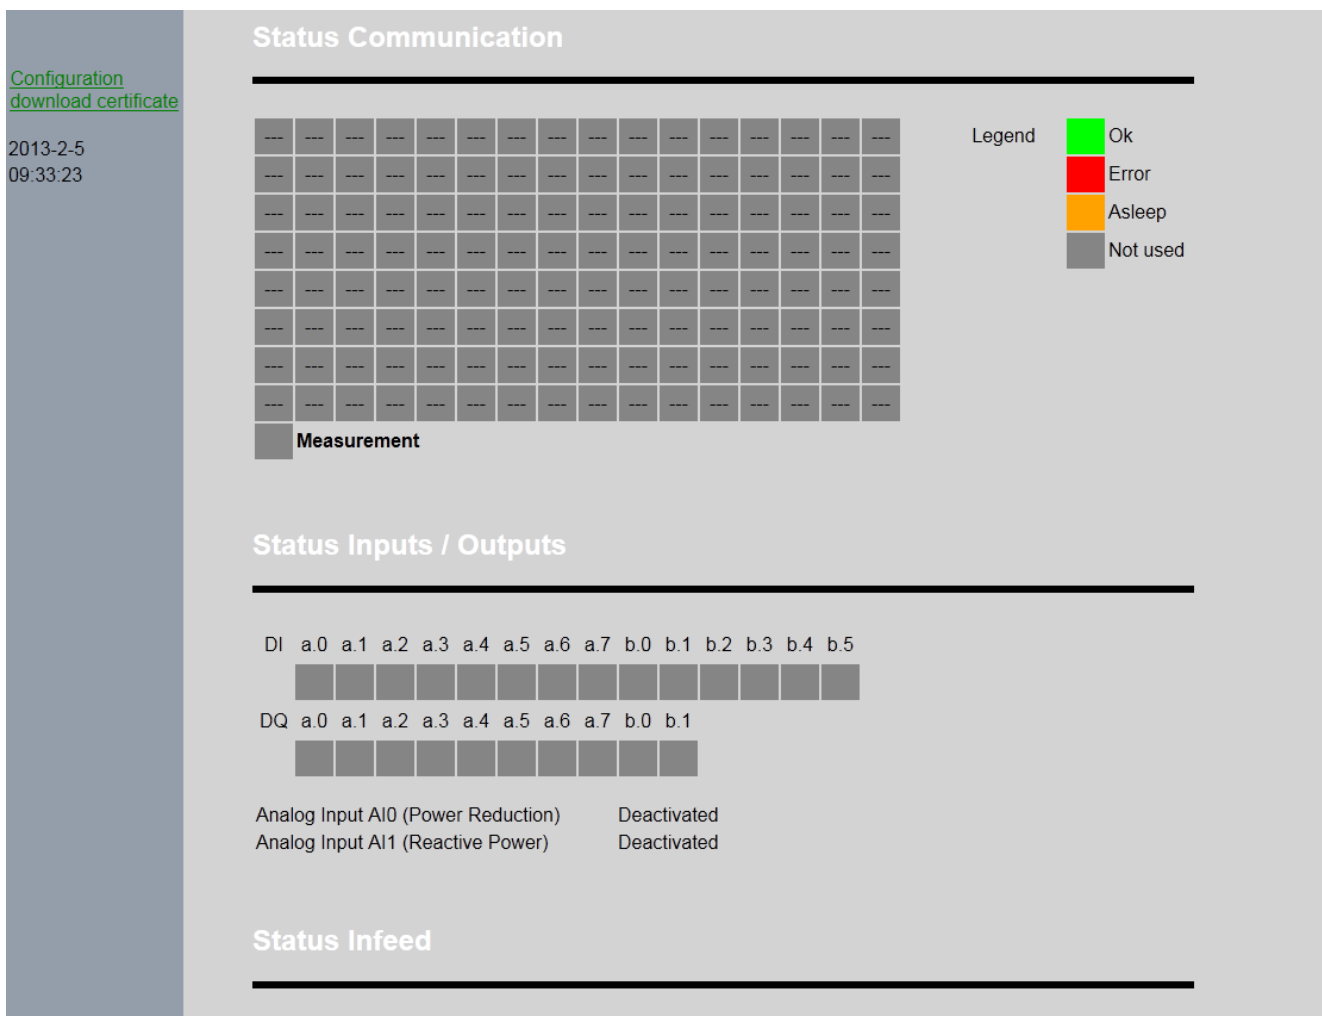 Status Communication
Configuration
download certificate
2013-2-5
09:33:23
--- --- --- --- --- --- --- --- --- --- --- --- --- --- --- ---
--- --- --- --- --- --- --- --- --- --- --- --- --- --- --- ---
--- --- --- --- --- --- --- --- --- --- --- --- --- --- --- ---
--- --- --- --- --- --- --- --- --- --- --- --- --- --- --- ---
--- --- --- --- --- --- --- --- --- --- --- --- --- --- --- ---
--- --- --- --- --- --- --- --- --- --- --- --- --- --- --- ---
--- --- --- --- --- --- --- --- --- --- --- --- --- --- --- ---
--- --- --- --- --- --- --- --- --- --- --- --- --- --- --- ---
Measurement
Legend Ok
Error
Asleep
Not used
Status Inputs / Outputs
DI a.0 a.1 a.2 a.3 a.4 a.5 a.6 a.7 b.0 b.1 b.2 b.3 b.4 b.5
DQ a.0 a.1 a.2 a.3 a.4 a.5 a.6 a.7 b.0 b.1
Analog Input AI0 (Power Reduction) Deactivated
Analog Input AI1 (Reactive Power) Deactivated
Status Infeed